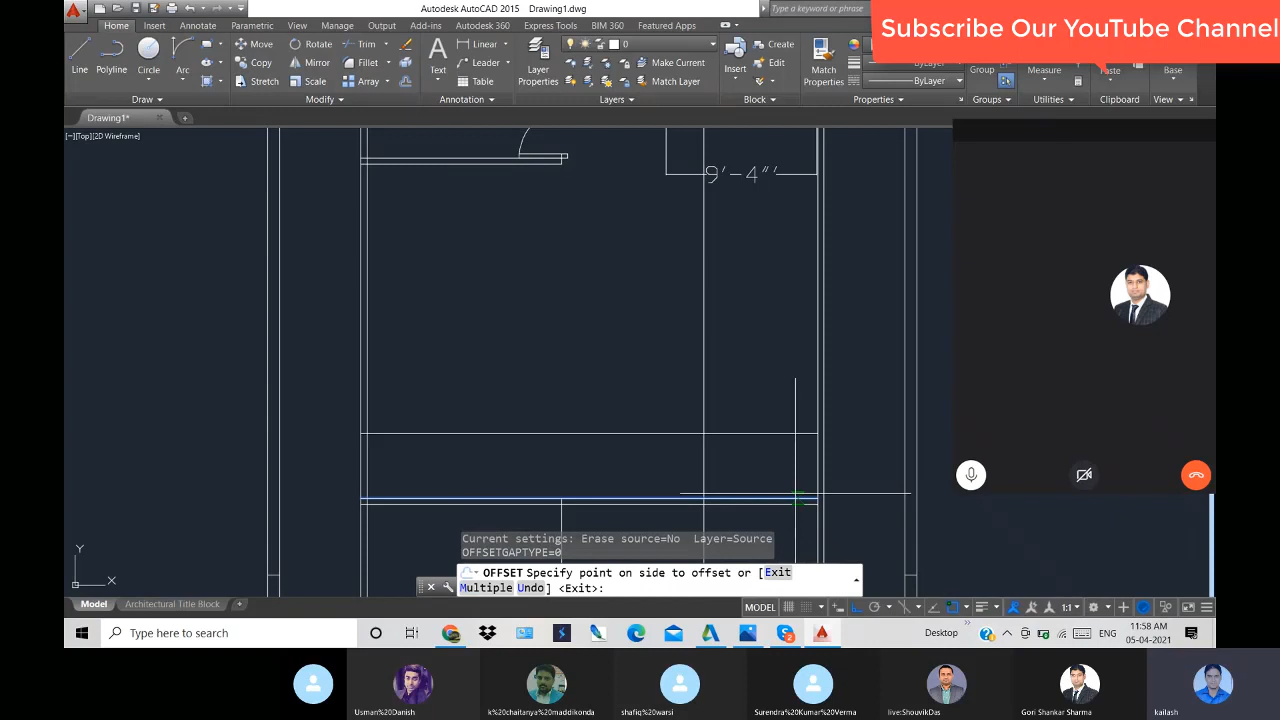 Autodesk AutoCAD 2015 Drawing1.dwg
Type a keyword or phrase
Subscribe Our YouTube Channel
Home Insert Annotate Parametric View Manage Output Add-ins Autodesk 360 Express Tools BIM 360 Featured Apps
Line Polyline Circle Arc
Move Rotate Trim
Copy Mirror Fillet
Stretch Scale Array
Text
Linear
Leader
Table
Layer
Properties
0
Make Current
Match Layer
Insert
Create
Edit
Match
Properties
ByLayer
Group
Measure
Paste
Base
Draw Modify Annotation Layers Block Properties Groups Utilities Clipboard View
Drawing1*
[−][Top][2D Wireframe]
9'-4"'
Y
X
Current settings: Erase source=No Layer=Source
OFFSETGAPTYPE=0
OFFSET Specify point on side to offset or [Exit
Multiple Undo] <Exit>:
Model Architectural Title Block
MODEL
1:1
Type here to search
Desktop
ENG
11:58 AM
05-04-2021
Usman%20Danish
k%20chaitanya%20maddikonda
shafiq%20warsi
Surendra%20Kumar%20Verma
live:ShouvikDas
Gori Shankar Sharma
kailash